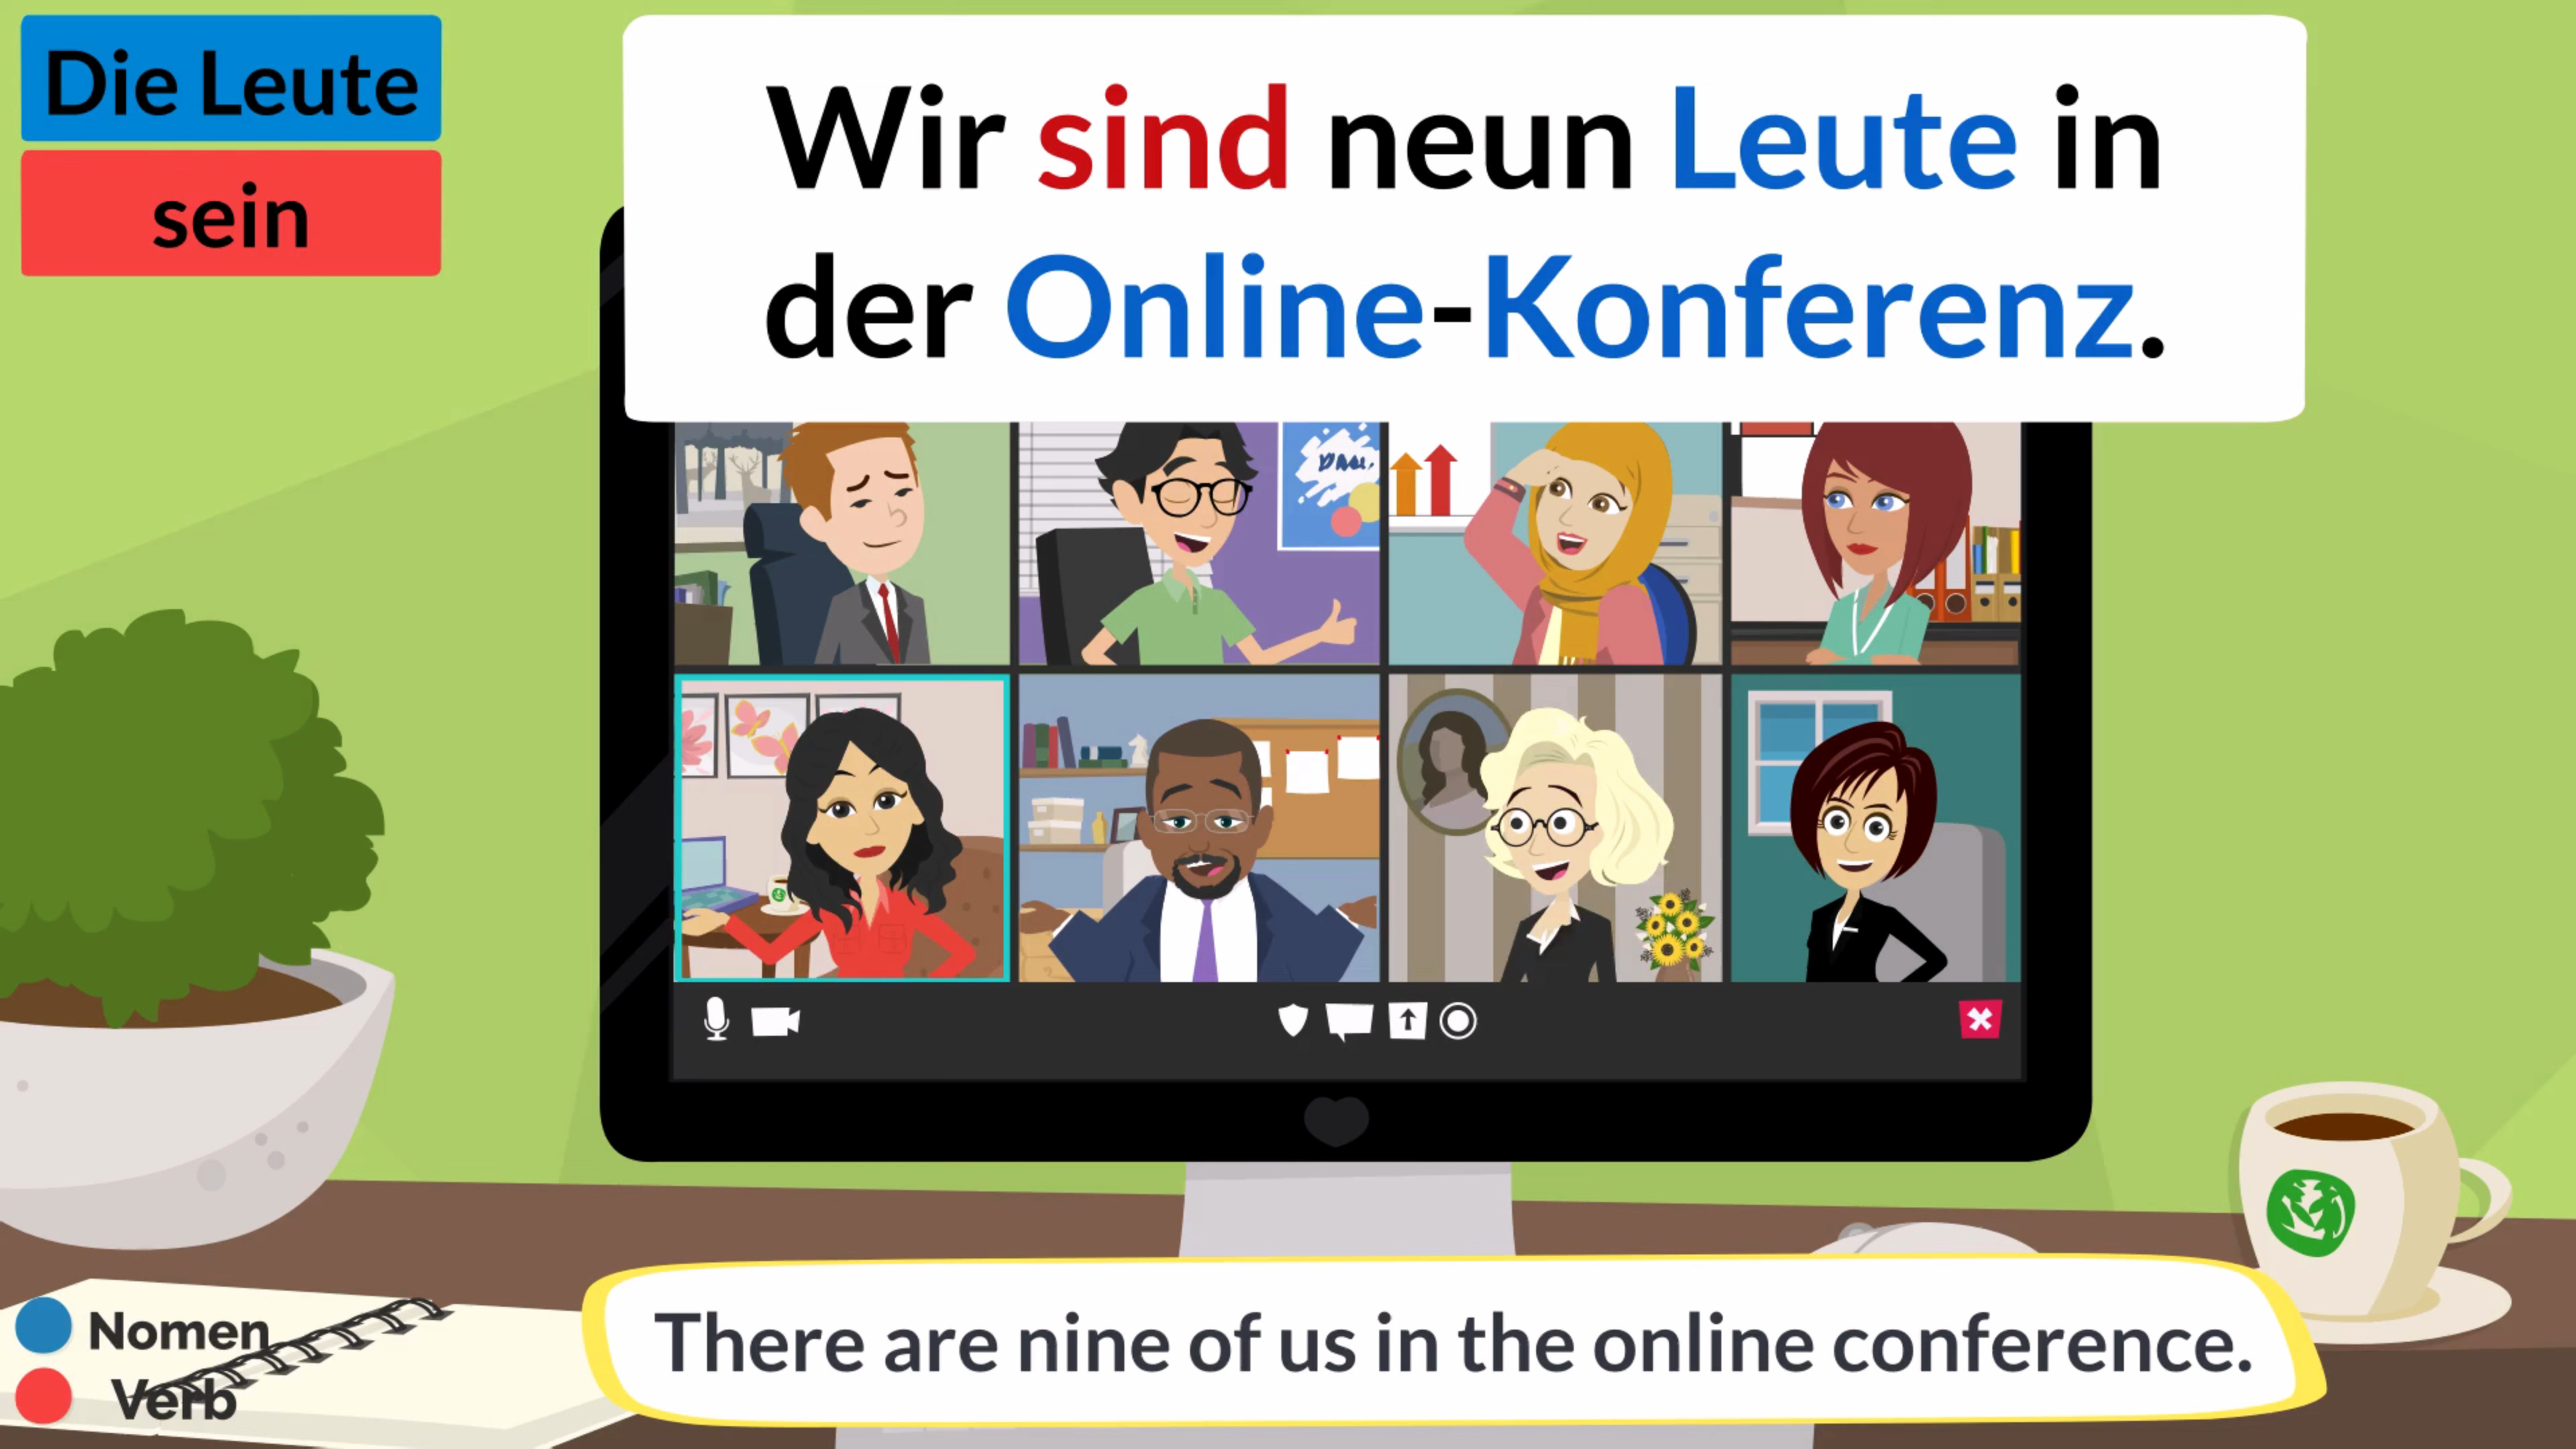 Die Leute
sein
Wir sind neun Leute in
der Online-Konferenz.
Nomen
Verb
There are nine of us in the online conference.